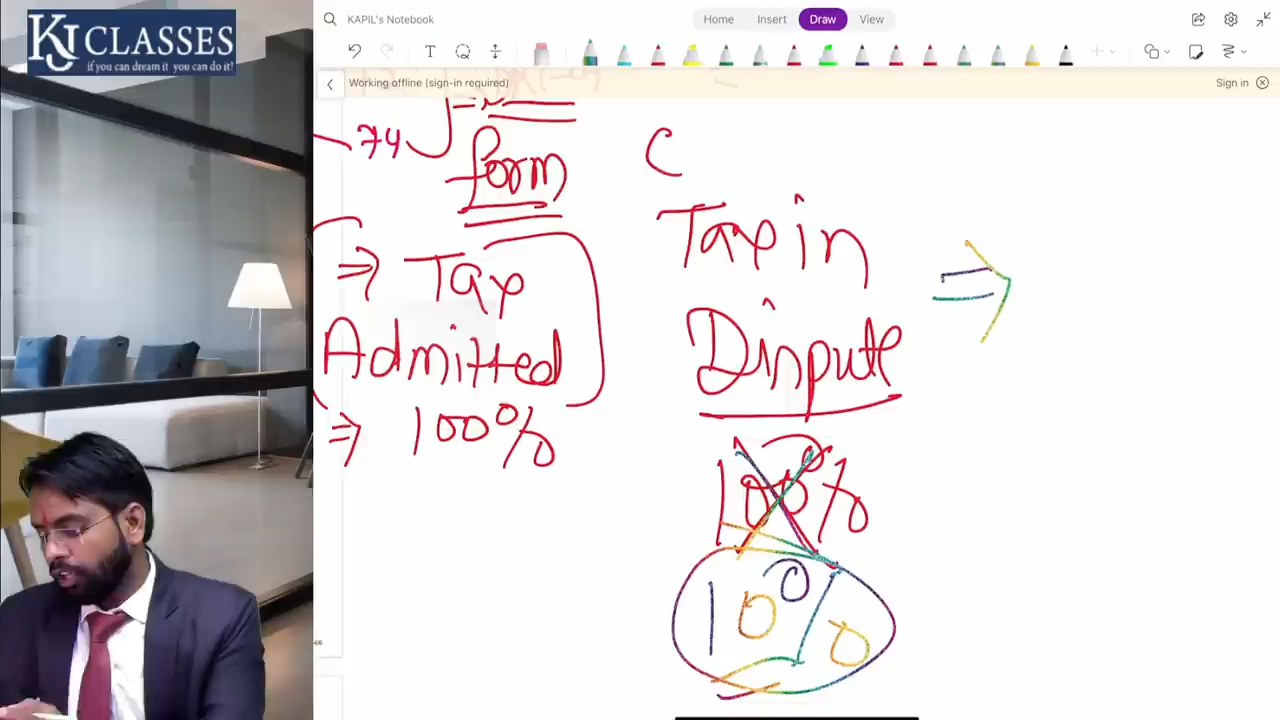 KJ CLASSES
if you can dream it you can do it!
KAPIL's Notebook
Home Insert Draw View
Working offline (sign-in required)
Sign in
74
form
C
Tax in
Dispute
⇒
⇒ Tax
Admitted
⇒ 100%
100%
10%